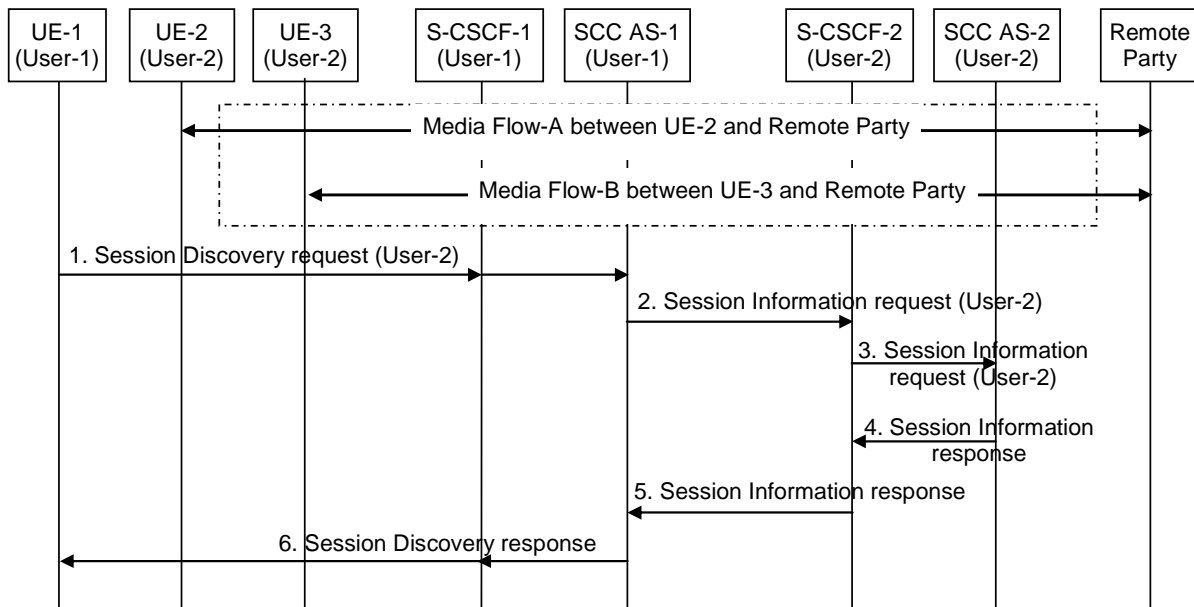 UE-1
(User-1)
UE-2
(User-2)
UE-3
(User-2)
S-CSCF-1
(User-1)
SCC AS-1
(User-1)
S-CSCF-2
(User-2)
SCC AS-2
(User-2)
Remote
Party
Media Flow-A between UE-2 and Remote Party
Media Flow-B between UE-3 and Remote Party
1. Session Discovery request (User-2)
2. Session Information request (User-2)
3. Session Information
request (User-2)
4. Session Information
response
5. Session Information response
6. Session Discovery response